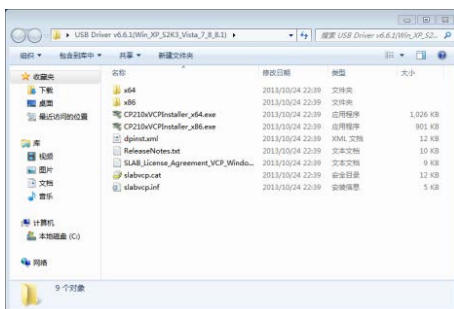 USB Driver v6.6.1(Win_XP_S2K3_Vista_7_8_8.1)
搜索 USB Driver v6.6.1(Win_XP_S2...
组织 包含到库中 共享 新建文件夹
名称 修改日期 类型 大小
收藏夹
下载
桌面
最近访问的位置
库
视频
图片
文档
音乐
计算机
本地磁盘 (C:)
网络
x64 2013/10/24 22:39 文件夹
x86 2013/10/24 22:39 文件夹
CP210xVCPInstaller_x64.exe 2013/10/24 22:39 应用程序 1,026 KB
CP210xVCPInstaller_x86.exe 2013/10/24 22:39 应用程序 901 KB
dpinst.xml 2013/10/24 22:39 XML 文档 12 KB
ReleaseNotes.txt 2013/10/24 22:39 文本文档 10 KB
SLAB_License_Agreement_VCP_Windo... 2013/10/24 22:39 文本文档 9 KB
slabvcp.cat 2013/10/24 22:39 安全目录 12 KB
slabvcp.inf 2013/10/24 22:39 安装信息 5 KB
9 个对象